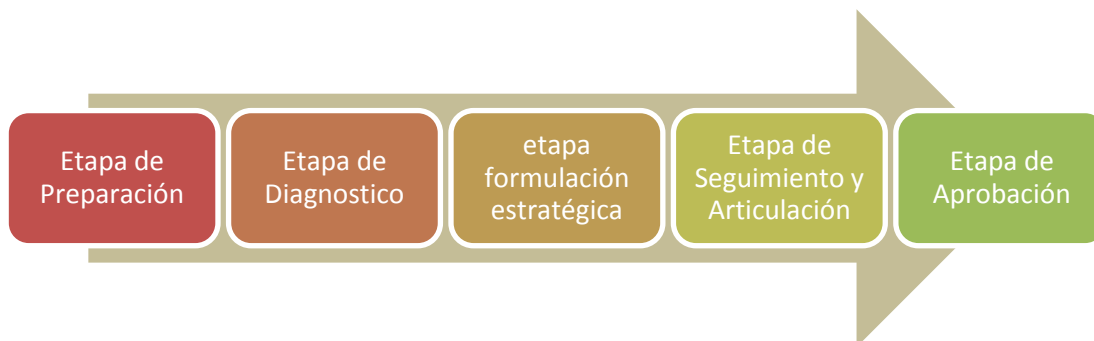 Etapa de
Preparación
Etapa de
Diagnostico
etapa
formulación
estratégica
Etapa de
Seguimiento y
Articulación
Etapa de
Aprobación